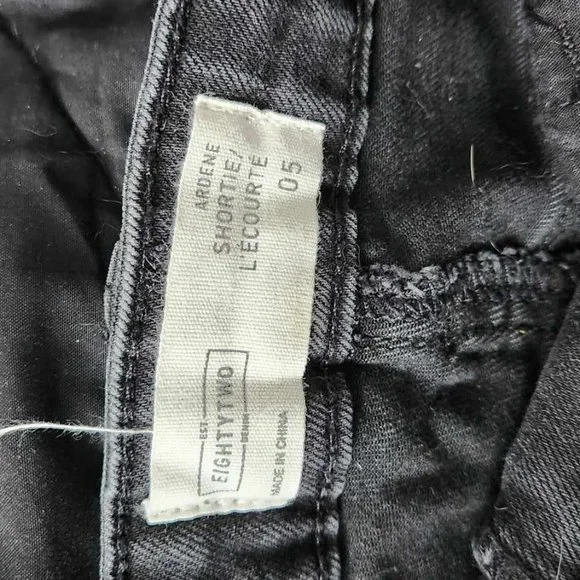 ARDENE
SHORTIE/
L'ÉCOURTÉ
05
EST.
EIGHTYTWO
DENIM
MADE IN CHINA